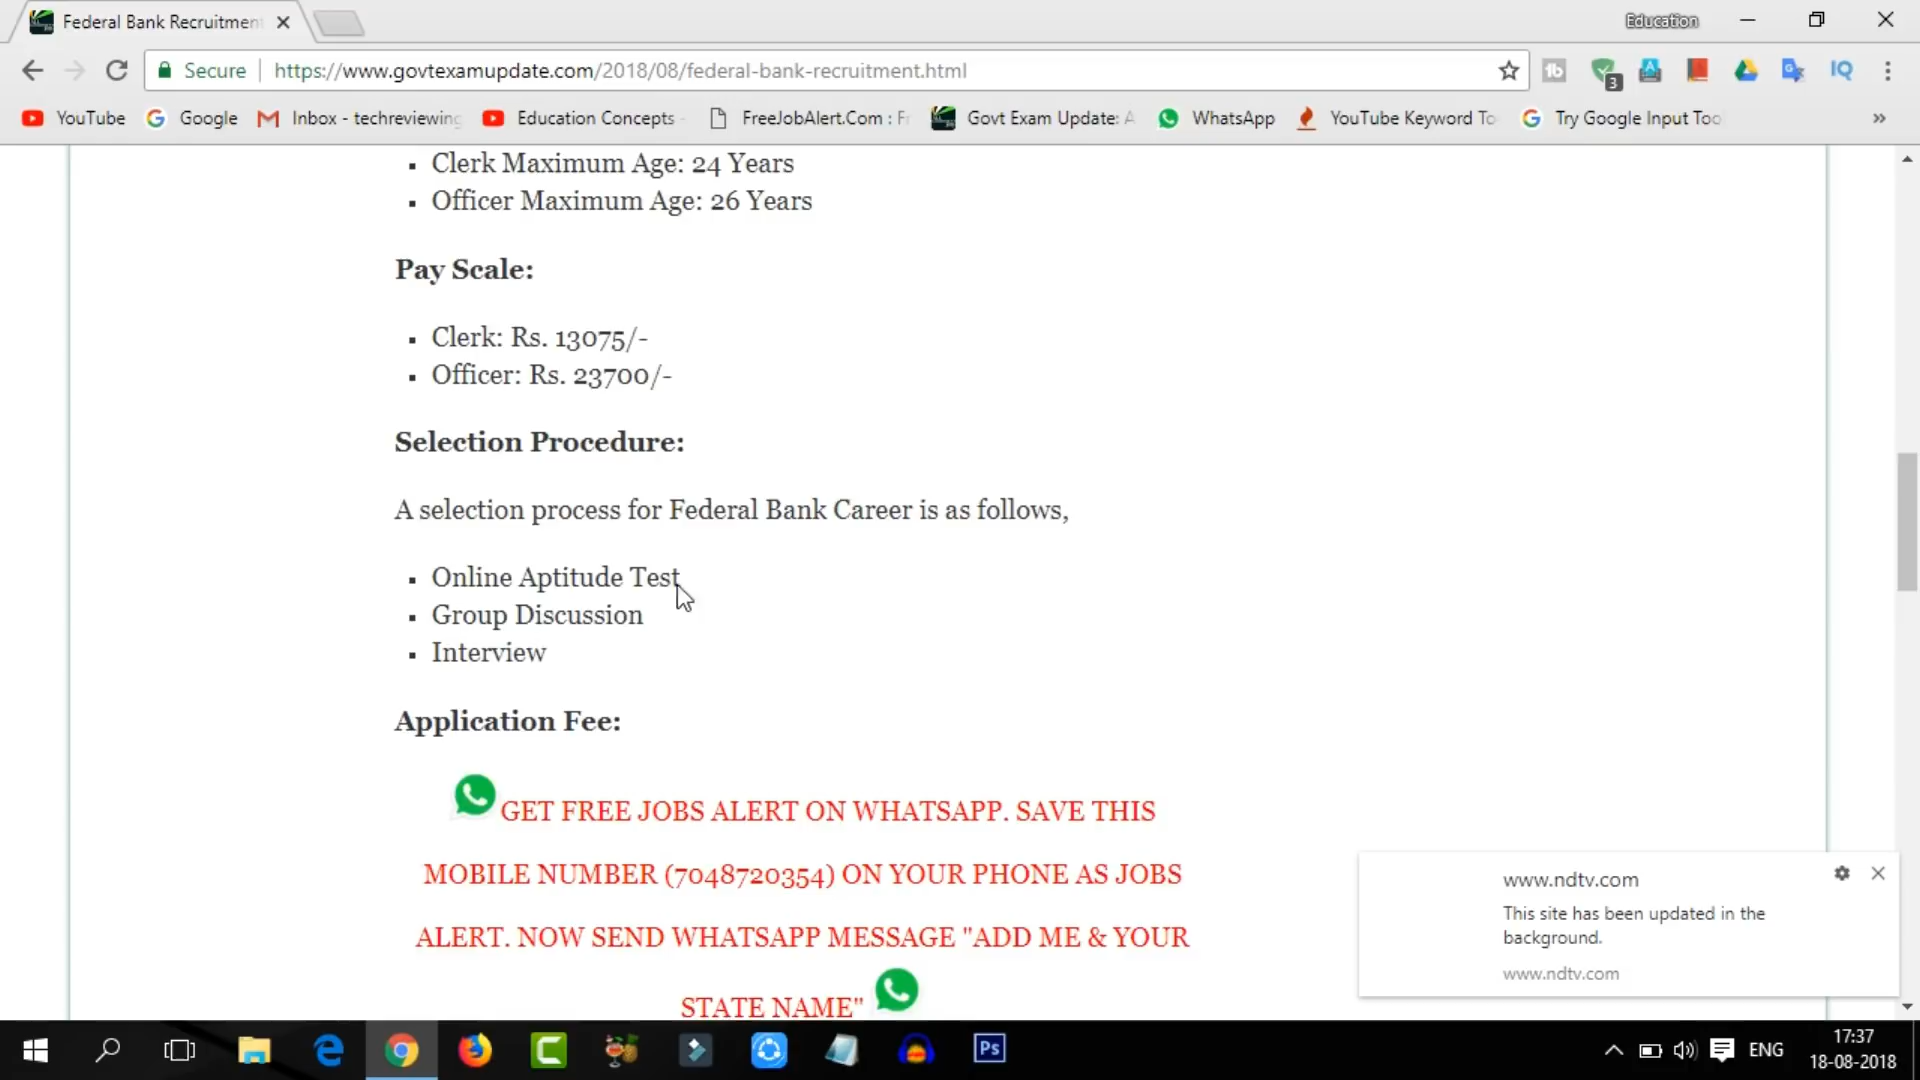 Federal Bank Recruitmen
Education
Secure
https://www.govtexamupdate.com/2018/08/federal-bank-recruitment.html
3
IQ
YouTube
Google
Inbox - techreviewing
Education Concepts
FreeJobAlert.Com : F
Govt Exam Update: A
WhatsApp
YouTube Keyword To
Try Google Input Too
»
▪ Clerk Maximum Age: 24 Years
▪ Officer Maximum Age: 26 Years
Pay Scale:
▪ Clerk: Rs. 13075/-
▪ Officer: Rs. 23700/-
Selection Procedure:
A selection process for Federal Bank Career is as follows,
▪ Online Aptitude Test
▪ Group Discussion
▪ Interview
Application Fee:
GET FREE JOBS ALERT ON WHATSAPP. SAVE THIS
MOBILE NUMBER (7048720354) ON YOUR PHONE AS JOBS
ALERT. NOW SEND WHATSAPP MESSAGE "ADD ME & YOUR
STATE NAME"
www.ndtv.com
This site has been updated in the
background.
www.ndtv.com
Ps
ENG
17:37
18-08-2018